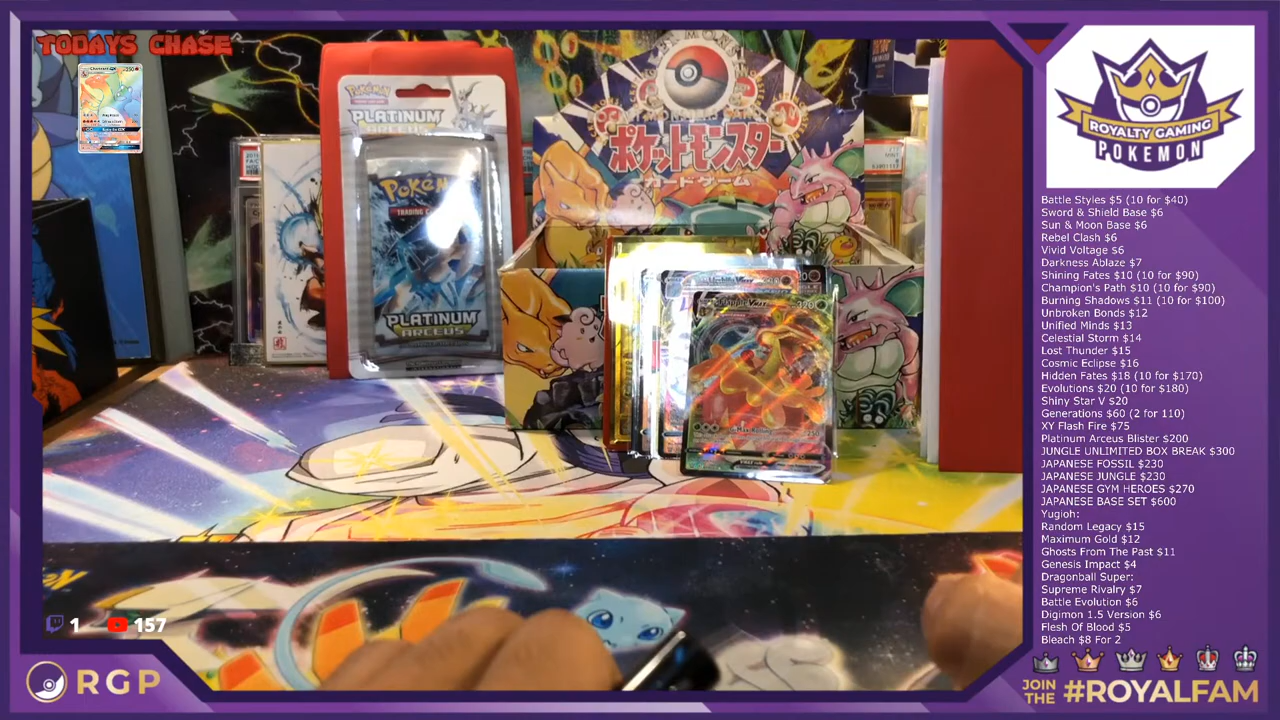 TODAYS CHASE
POKÉMON
PLATINUM
ARCEUS
POKÉMON
TRADING C
PLATINUM
ARCEUS
ポケットモンスター
カードゲーム
ROYALTY GAMING
POKEMON
Battle Styles $5 (10 for $40)
Sword & Shield Base $6
Sun & Moon Base $6
Rebel Clash $6
Vivid Voltage $6
Darkness Ablaze $7
Shining Fates $10 (10 for $90)
Champion's Path $10 (10 for $90)
Burning Shadows $11 (10 for $100)
Unbroken Bonds $12
Unified Minds $13
Celestial Storm $14
Lost Thunder $15
Cosmic Eclipse $16
Hidden Fates $18 (10 for $170)
Evolutions $20 (10 for $180)
Shiny Star V $20
Generations $60 (2 for 110)
XY Flash Fire $75
Platinum Arceus Blister $200
JUNGLE UNLIMITED BOX BREAK $300
JAPANESE FOSSIL $230
JAPANESE JUNGLE $230
JAPANESE GYM HEROES $270
JAPANESE BASE SET $600
Yugioh:
Random Legacy $15
Maximum Gold $12
Ghosts From The Past $11
Genesis Impact $4
Dragonball Super:
Supreme Rivalry $7
Battle Evolution $6
Digimon 1.5 Version $6
Flesh Of Blood $5
Bleach $8 For 2
1 157
RGP
JOIN THE #ROYALFAM